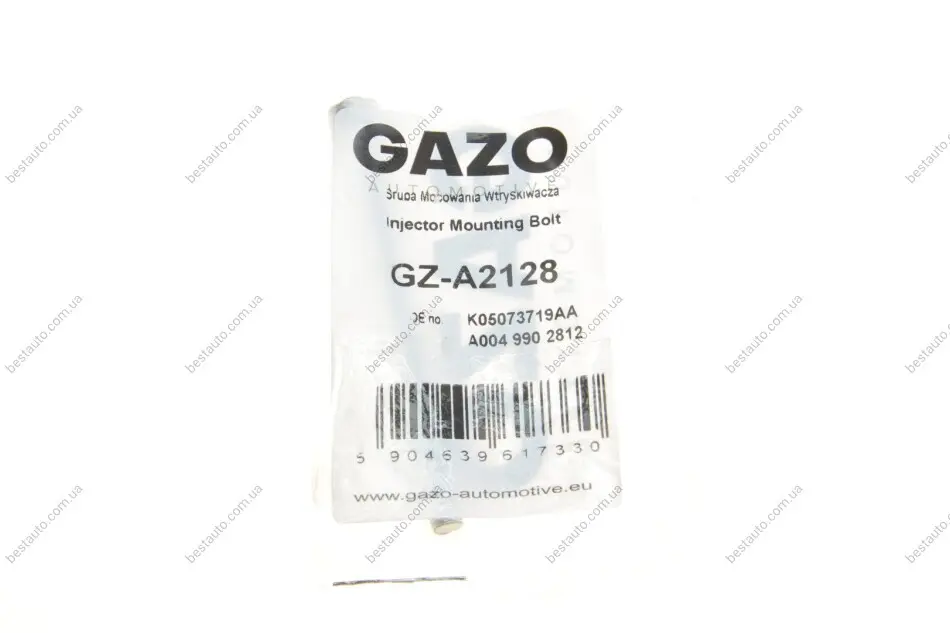 GAZO
AUTOMOTIVE
Śruba Mocowania Wtryskiwacza
Injector Mounting Bolt
GZ-A2128
OE no. K05073719AA
A004 990 2812
5 904639 617330
www.gazo-automotive.eu
bestauto.com.ua